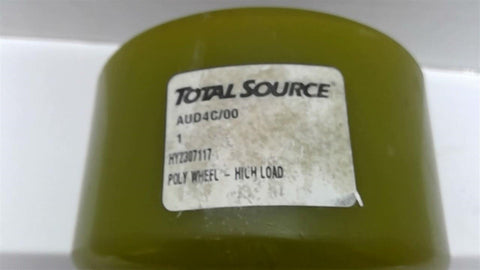 TOTAL SOURCE
AUD4C/00
1
HY2307117
POLY WHEEL - HIGH LOAD